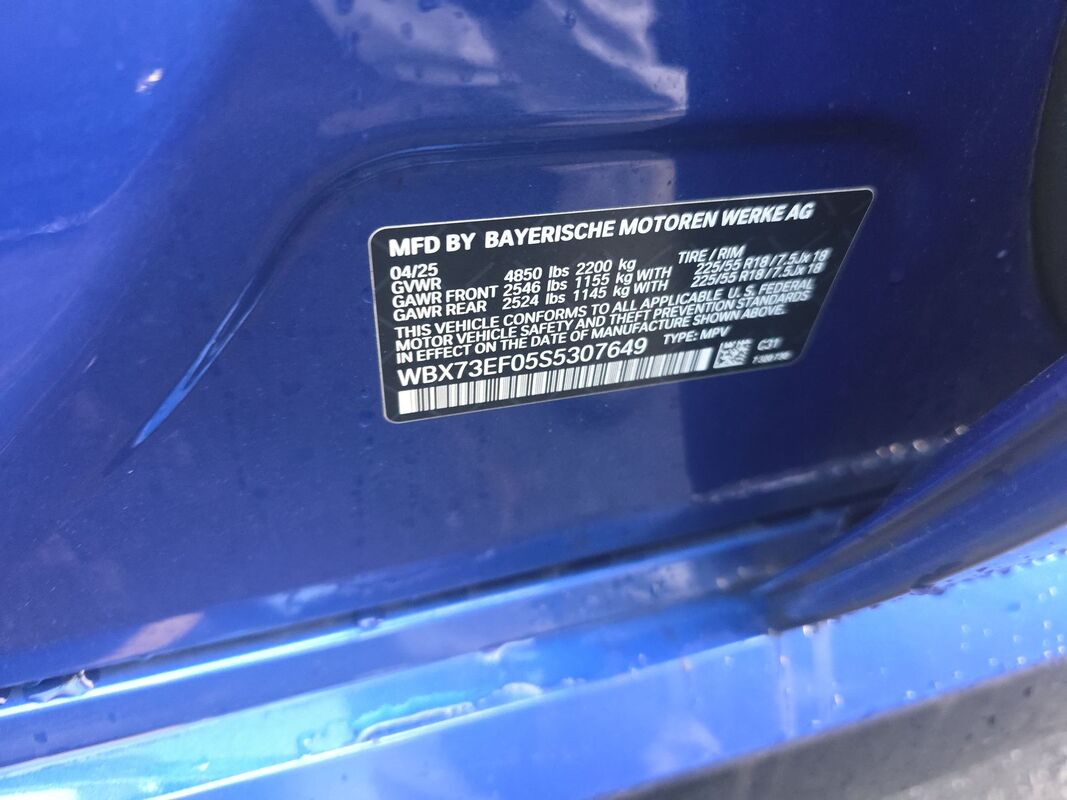 MFD BY BAYERISCHE MOTOREN WERKE AG
04/25 TIRE / RIM
GVWR 4850 lbs 2200 kg
GAWR FRONT 2546 lbs 1155 kg WITH 225/55 R18 / 7.5Jx18
GAWR REAR 2524 lbs 1145 kg WITH 225/55 R18 / 7.5Jx18
THIS VEHICLE CONFORMS TO ALL APPLICABLE U.S. FEDERAL
MOTOR VEHICLE SAFETY AND THEFT PREVENTION STANDARDS
IN EFFECT ON THE DATE OF MANUFACTURE SHOWN ABOVE.
WBX73EF05S5307649 TYPE: MPV
C31